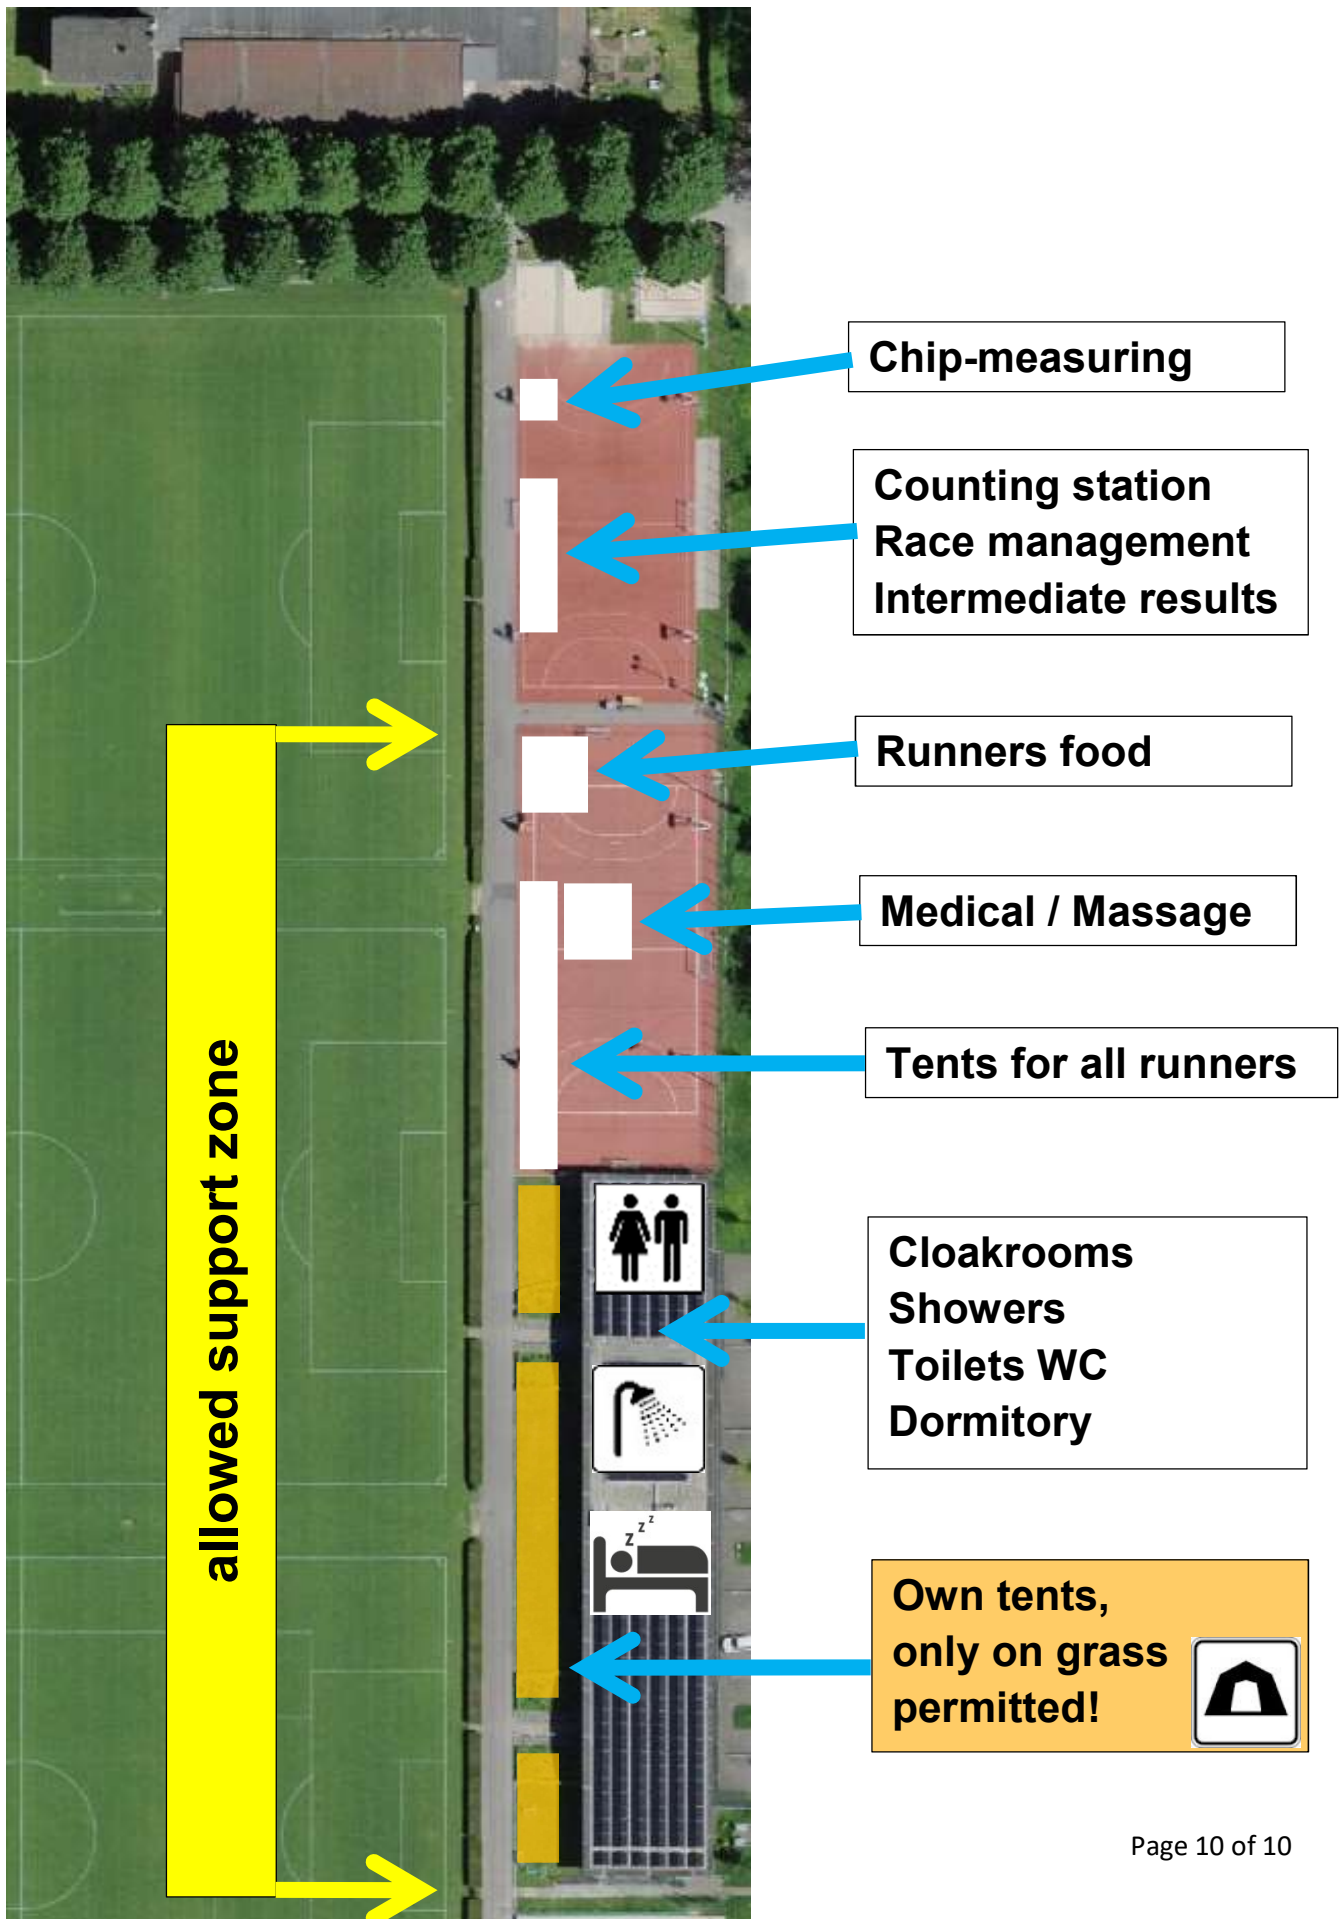 Chip-measuring
Counting station
Race management
Intermediate results
Runners food
Medical / Massage
Tents for all runners
allowed support zone
Cloakrooms
Showers
Toilets WC
Dormitory
z z z
Own tents,
only on grass
permitted!
Page 10 of 10